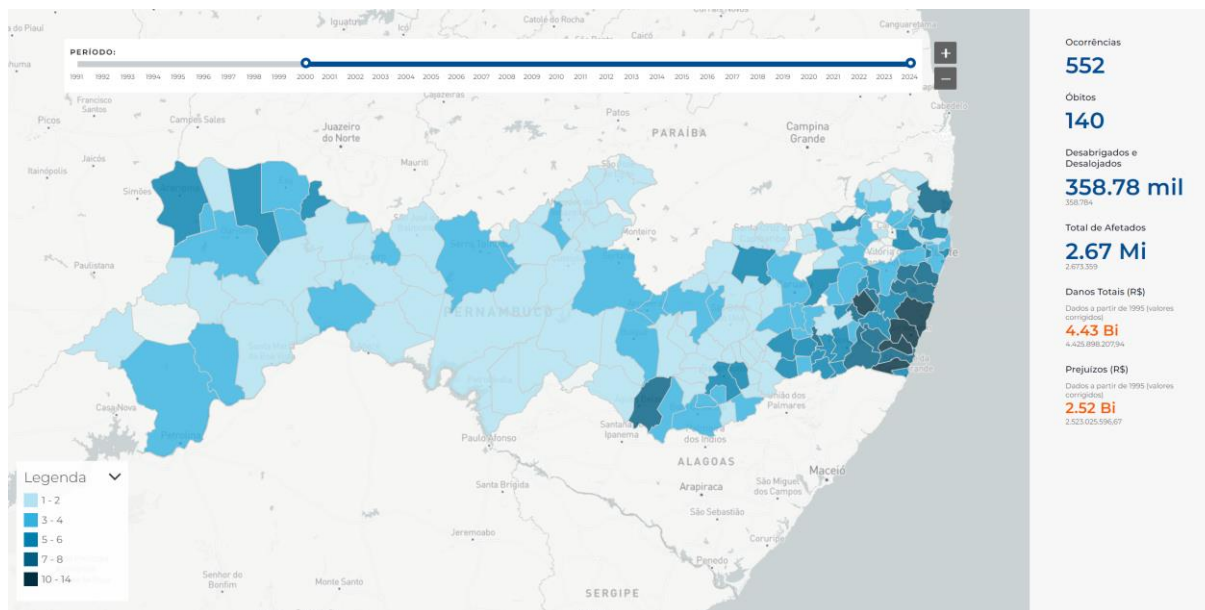 Iguatu
Icó
Catolé do Rocha
Canguaretama
a do Piauí
Caicó
PERÍODO:
1991 1992 1993 1994 1995 1996 1997 1998 1999 2000 2001 2002 2003 2004 2005 2006 2007 2008 2009 2010 2011 2012 2013 2014 2015 2016 2017 2018 2019 2020 2021 2022 2023 2024
+
−
Cajazeiras
Francisco Santos
Picos
Campos Sales
Juazeiro do Norte
Patos
PARAÍBA
Campina Grande
Cabedelo
Itainópolis
Jaicós
Simões
Mauriti
Monteiro
Paulistana
PERNAMBUCO
Casa Nova
Petrolina
Paulo Afonso
Santana Ipanema
dos Índios
União dos Palmares
ALAGOAS
Maceió
Santa Brígida
Arapiraca
São Miguel dos Campos
São Sebastião
Jeremoabo
Coruripe
Penedo
Senhor do Bonfim
Monte Santo
SERGIPE
Legenda
1 - 2
3 - 4
5 - 6
7 - 8
10 - 14
Ocorrências
552
Óbitos
140
Desabrigados e
Desalojados
358.78 mil
358.784
Total de Afetados
2.67 Mi
2.673.359
Danos Totais (R$)
Dados a partir de 1995 (valores
corrigidos)
4.43 Bi
4.425.898.207,94
Prejuízos (R$)
Dados a partir de 1995 (valores
corrigidos)
2.52 Bi
2.523.025.596,67